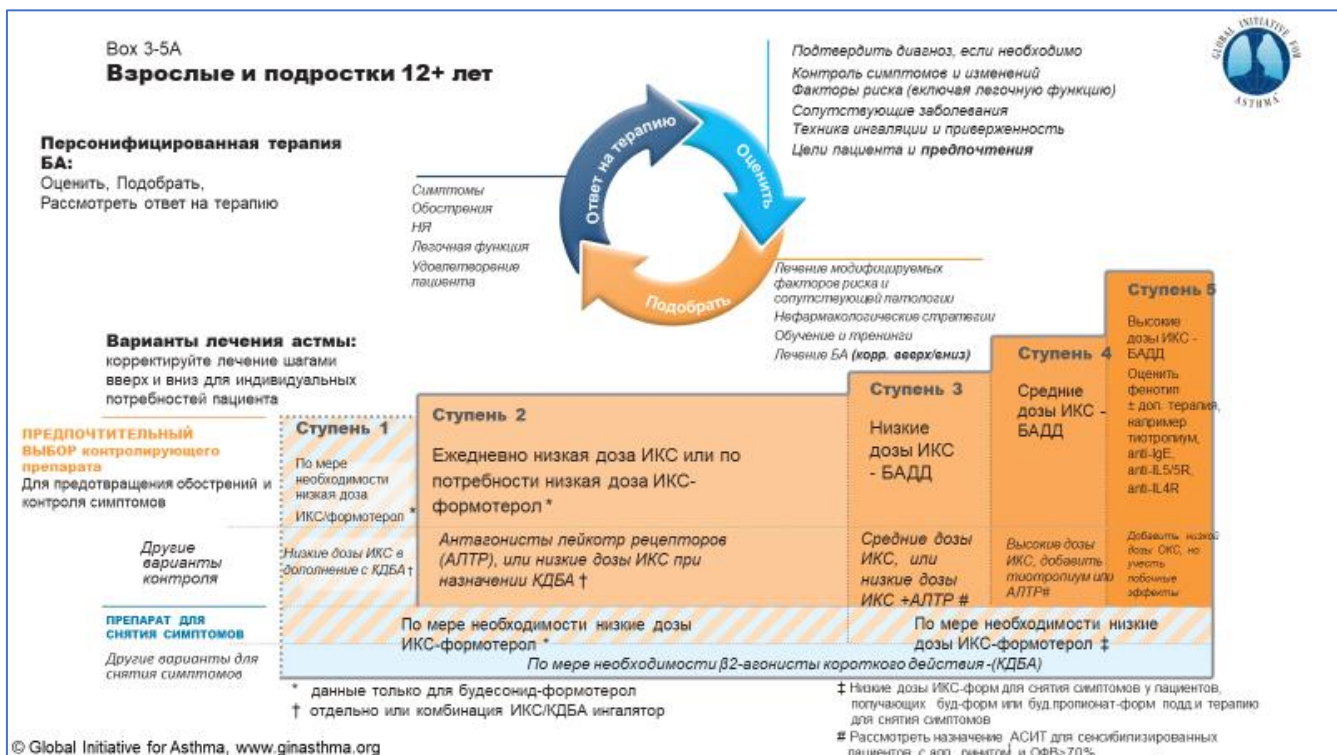 Box 3-5A
Взрослые и подростки 12+ лет
Персонифицированная терапия
БА:
Оценить, Подобрать,
Рассмотреть ответ на терапию
GLOBAL INITIATIVE FOR
ASTHMA
Подтвердить диагноз, если необходимо
Контроль симптомов и изменений
Факторы риска (включая легочную функцию)
Сопутствующие заболевания
Техника ингаляции и приверженность
Цели пациента и предпочтения
Ответ на терапию
Оценить
Подобрать
Симптомы
Обострения
НЯ
Легочная функция
Удовлетворение
пациента
Лечение модифицируемых
факторов риска и
сопутствующей патологии
Нефармакологические стратегии
Обучение и тренинги
Лечение БА (корр. вверх/вниз)
Варианты лечения астмы:
корректируйте лечение шагами
вверх и вниз для индивидуальных
потребностей пациента
ПРЕДПОЧТИТЕЛЬНЫЙ
ВЫБОР контролирующего
препарата
Для предотвращения обострений и
контроля симптомов
Ступень 1
По мере
необходимости
низкая доза
ИКС/формотерол *
Ступень 2
Ежедневно низкая доза ИКС или по
потребности низкая доза ИКС-
формотерол *
Ступень 3
Низкие
дозы ИКС
- БАДД
Ступень 4
Средние
дозы ИКС -
БАДД
Ступень 5
Высокие
дозы ИКС -
БАДД
Оценить
фенотип
± доп. терапия,
например
тиотропиум,
anti-IgE,
anti-IL5/5R,
anti-IL4R
Другие
варианты
контроля
Низкие дозы ИКС в
дополнение с КДБА †
Антагонисты лейкотр рецепторов
(АЛТР), или низкие дозы ИКС при
назначении КДБА †
Средние дозы
ИКС, или
низкие дозы
ИКС +АЛТР #
Высокие дозы
ИКС, добавить
тиотропиум или
АЛТР#
Добавить низкой
дозы ОКС, но
учесть
побочные
эффекты
ПРЕПАРАТ ДЛЯ
СНЯТИЯ СИМПТОМОВ
По мере необходимости низкие дозы
ИКС-формотерол *
По мере необходимости низкие
дозы ИКС-формотерол ‡
Другие варианты для
снятия симптомов
По мере необходимости β2-агонисты короткого действия -(КДБА)
* данные только для будесонид-формотерол
† отдельно или комбинация ИКС/КДБА ингалятор
‡ Низкие дозы ИКС-форм для снятия симптомов у пациентов,
получающих буд-форм или буд.пропионат-форм подд.и терапию
для снятия симптомов
# Рассмотреть назначение АСИТ для сенсибилизированных
пациентов с алл. ринитом и ОФВ>70%
© Global Initiative for Asthma, www.ginasthma.org